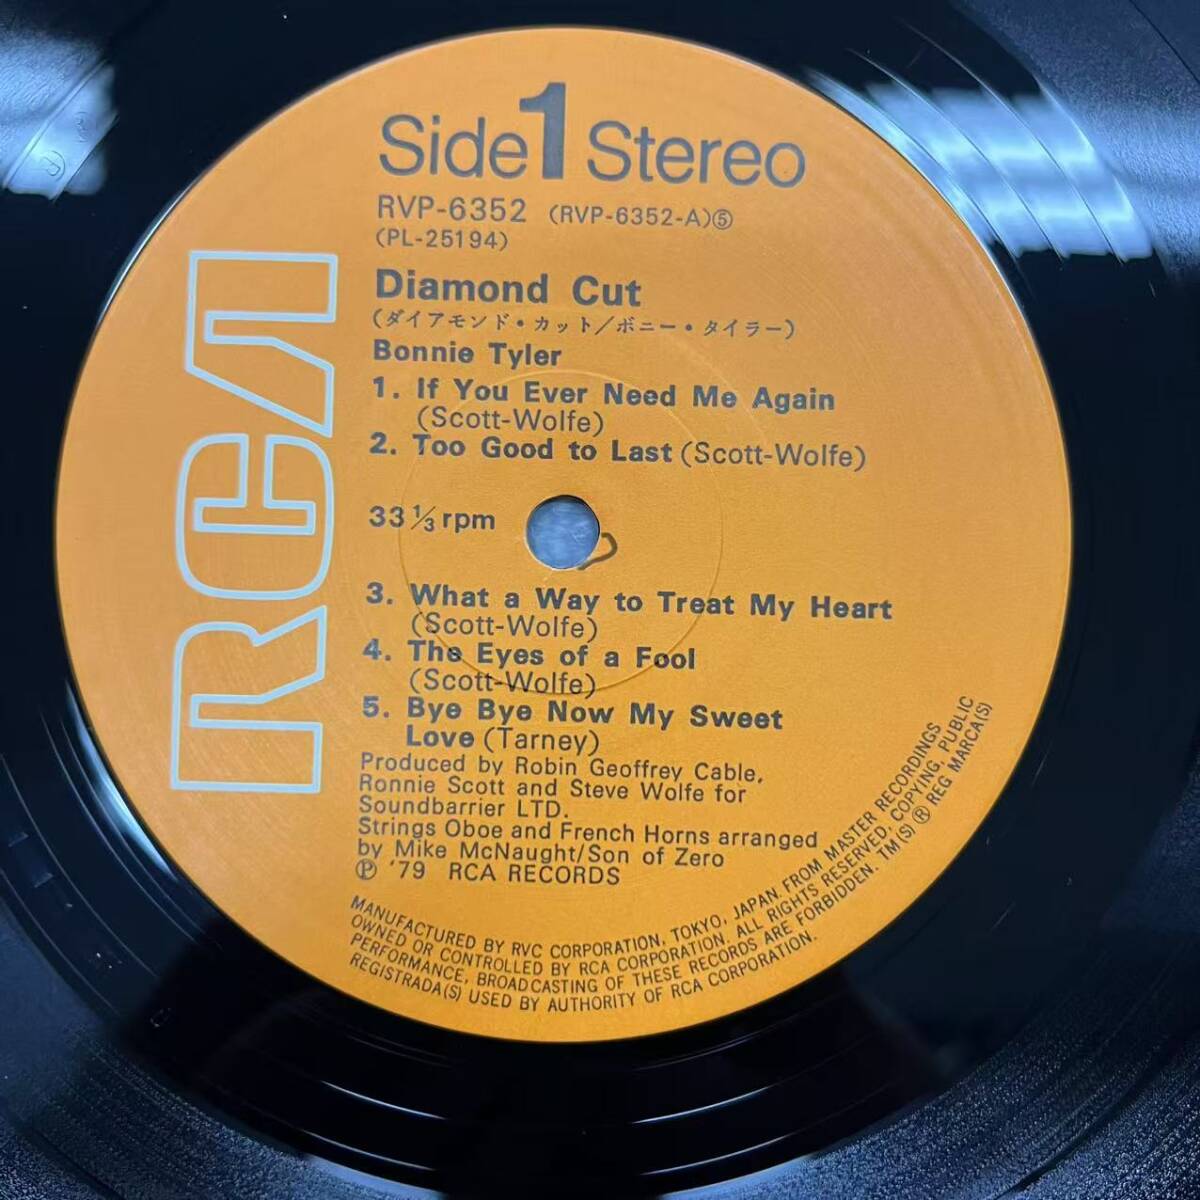 Side 1 Stereo
RVP-6352 (RVP-6352-A)⑤
(PL-25194)
Diamond Cut
(ダイアモンド・カット/ボニー・タイラー)
Bonnie Tyler
1. If You Ever Need Me Again
(Scott-Wolfe)
2. Too Good to Last (Scott-Wolfe)
33 1/3 rpm
3. What a Way to Treat My Heart
(Scott-Wolfe)
4. The Eyes of a Fool
(Scott-Wolfe)
5. Bye Bye Now My Sweet
Love (Tarney)
Produced by Robin Geoffrey Cable,
Ronnie Scott and Steve Wolfe for
Soundbarrier LTD.
Strings Oboe and French Horns arranged
by Mike McNaught/Son of Zero
Ⓟ '79 RCA RECORDS
MANUFACTURED BY RVC CORPORATION, TOKYO, JAPAN. FROM MASTER RECORDINGS
OWNED OR CONTROLLED BY RCA CORPORATION. ALL RIGHTS RESERVED, COPYING, PUBLIC
PERFORMANCE, BROADCASTING OF THESE RECORDS ARE FORBIDDEN. TM(S) ® REG MARCA(S)
REGISTRADA(S) USED BY AUTHORITY OF RCA CORPORATION.
RCA